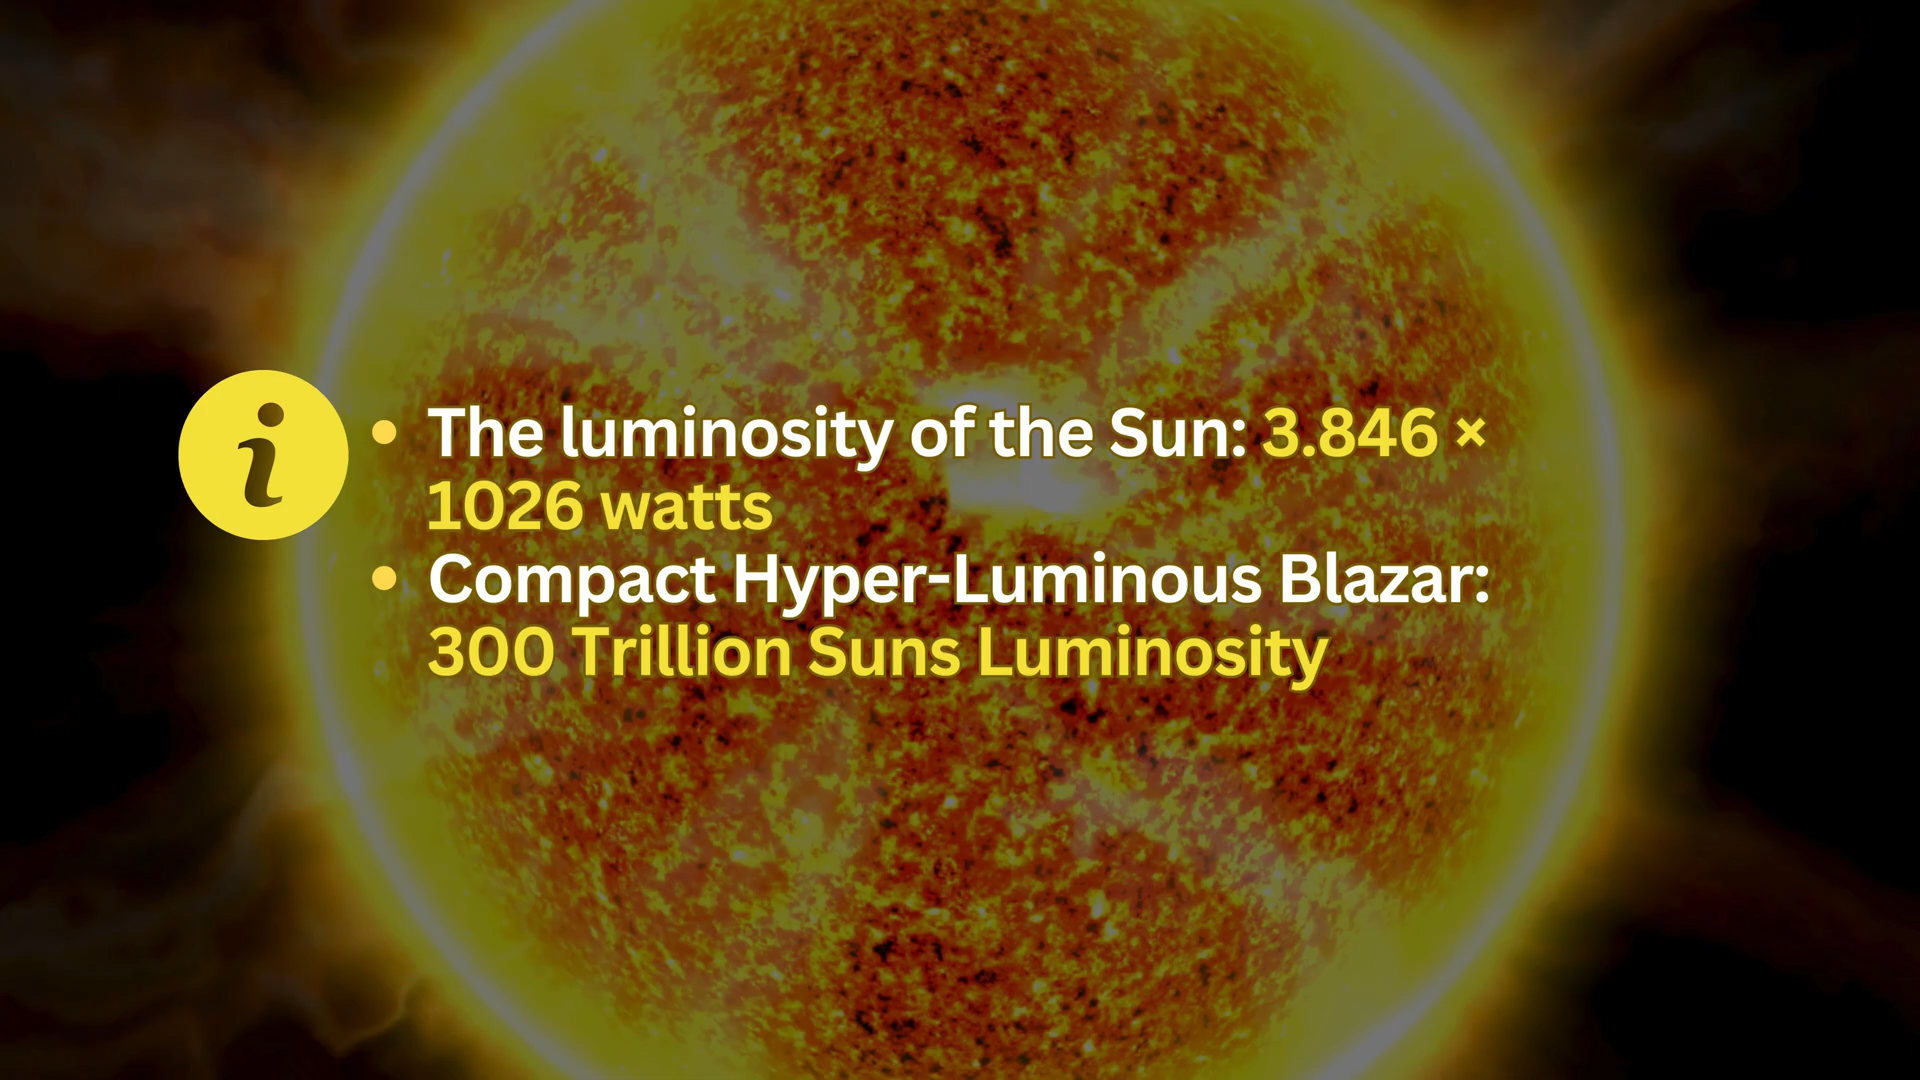 • The luminosity of the Sun: 3.846 ×
1026 watts
• Compact Hyper-Luminous Blazar:
300 Trillion Suns Luminosity